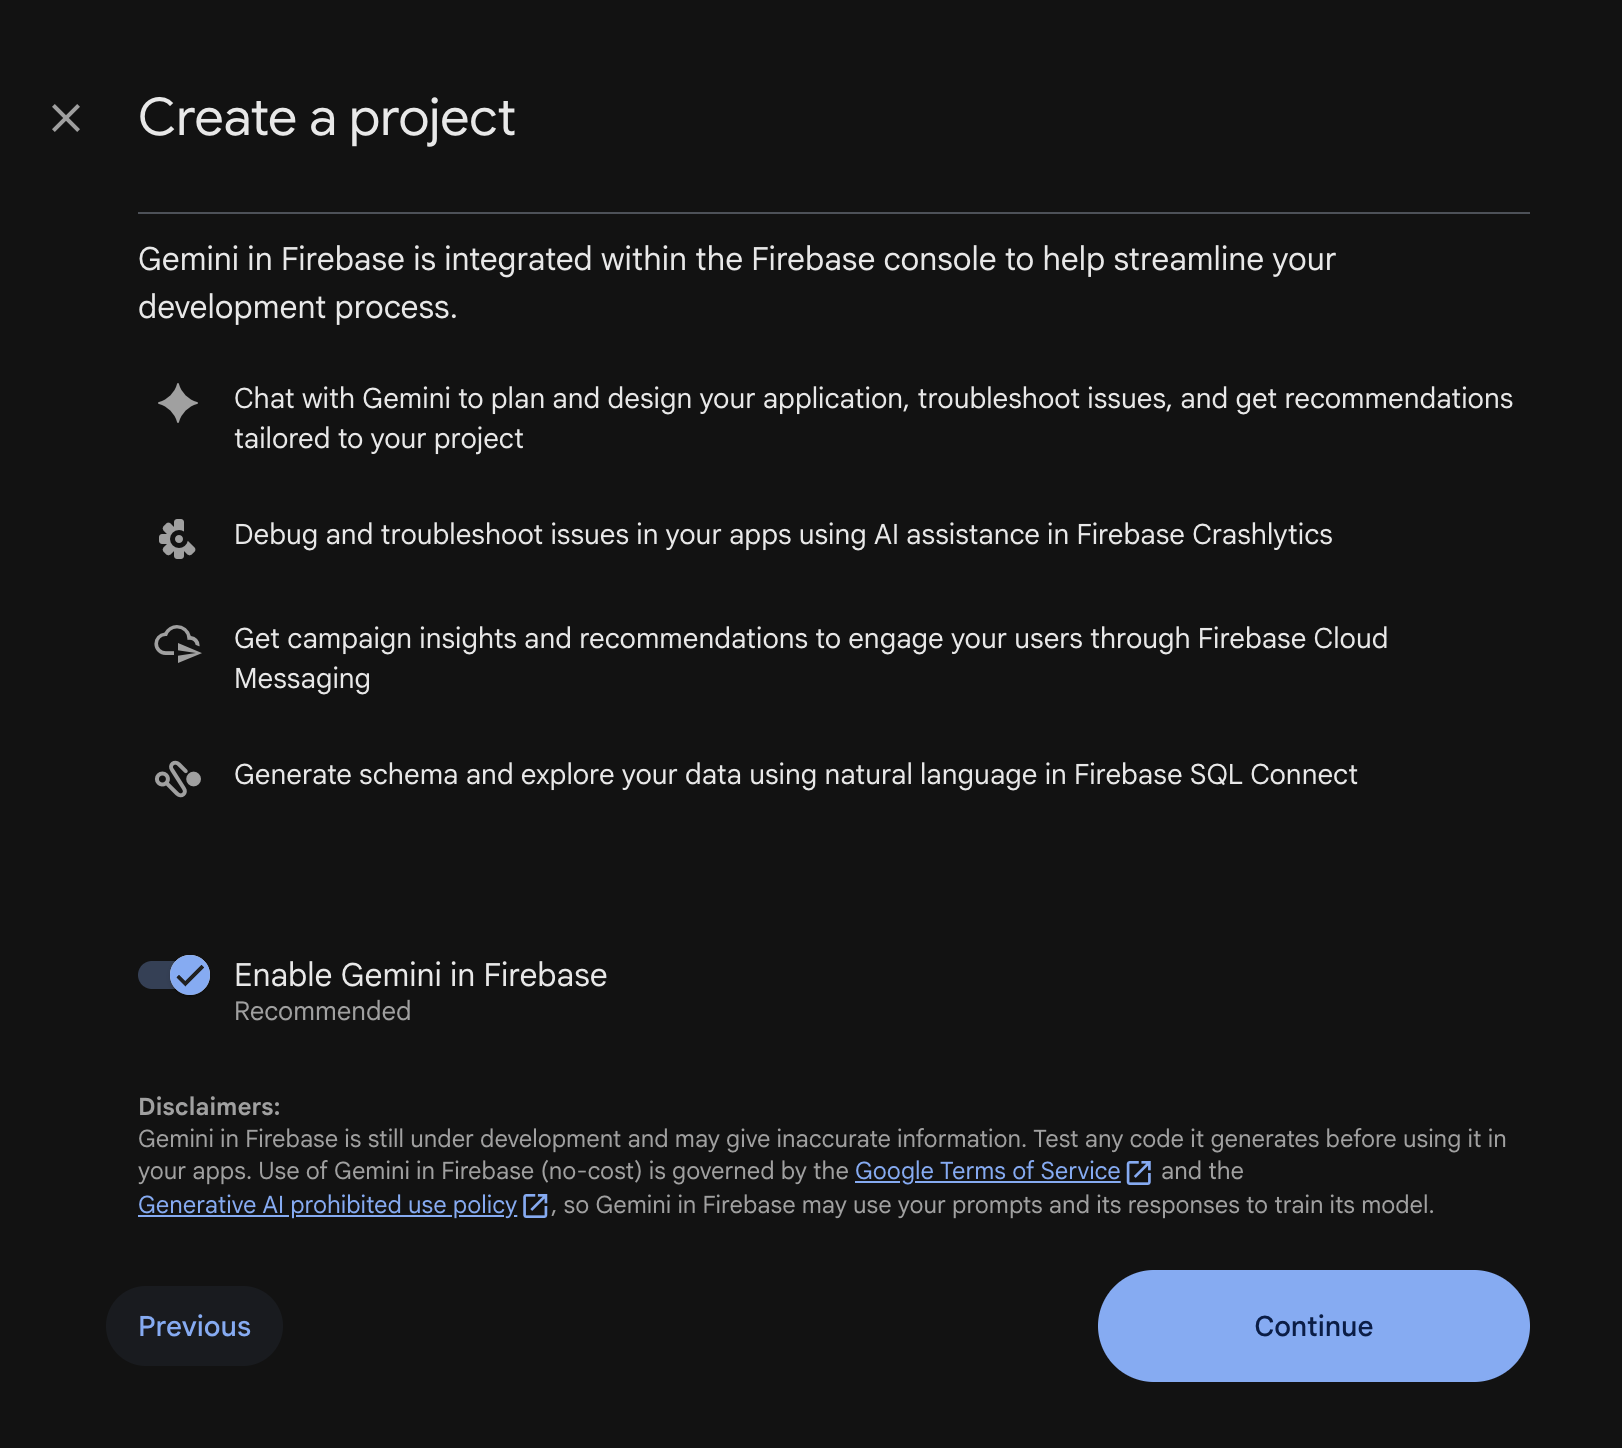 Create a project
Gemini in Firebase is integrated within the Firebase console to help streamline your
development process.
Chat with Gemini to plan and design your application, troubleshoot issues, and get recommendations
tailored to your project
Debug and troubleshoot issues in your apps using AI assistance in Firebase Crashlytics
Get campaign insights and recommendations to engage your users through Firebase Cloud
Messaging
Generate schema and explore your data using natural language in Firebase SQL Connect
Enable Gemini in Firebase
Recommended
Disclaimers:
Gemini in Firebase is still under development and may give inaccurate information. Test any code it generates before using it in
your apps. Use of Gemini in Firebase (no-cost) is governed by the Google Terms of Service and the
Generative AI prohibited use policy, so Gemini in Firebase may use your prompts and its responses to train its model.
Previous
Continue